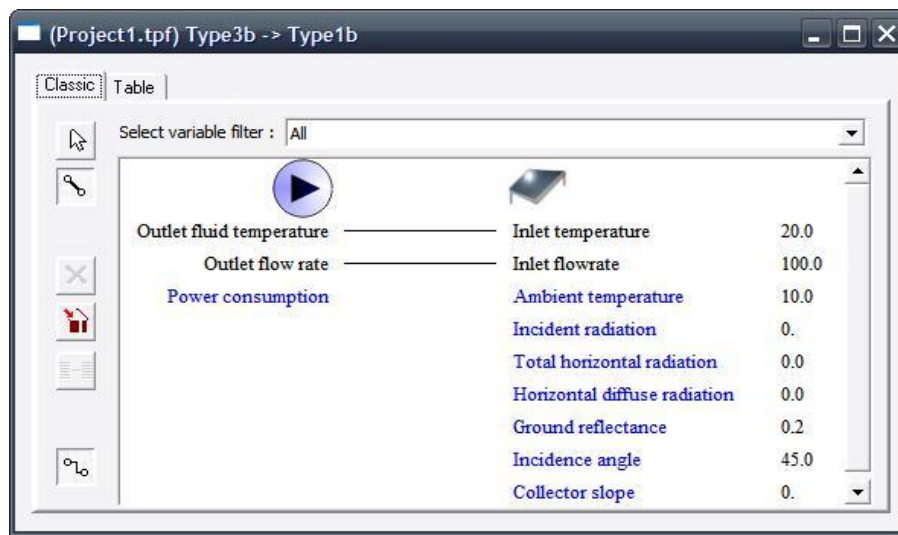 (Project1.tpf) Type3b -> Type1b
Classic Table
Select variable filter : All
Outlet fluid temperature Inlet temperature 20.0
Outlet flow rate Inlet flowrate 100.0
Power consumption Ambient temperature 10.0
Incident radiation 0.
Total horizontal radiation 0.0
Horizontal diffuse radiation 0.0
Ground reflectance 0.2
Incidence angle 45.0
Collector slope 0.